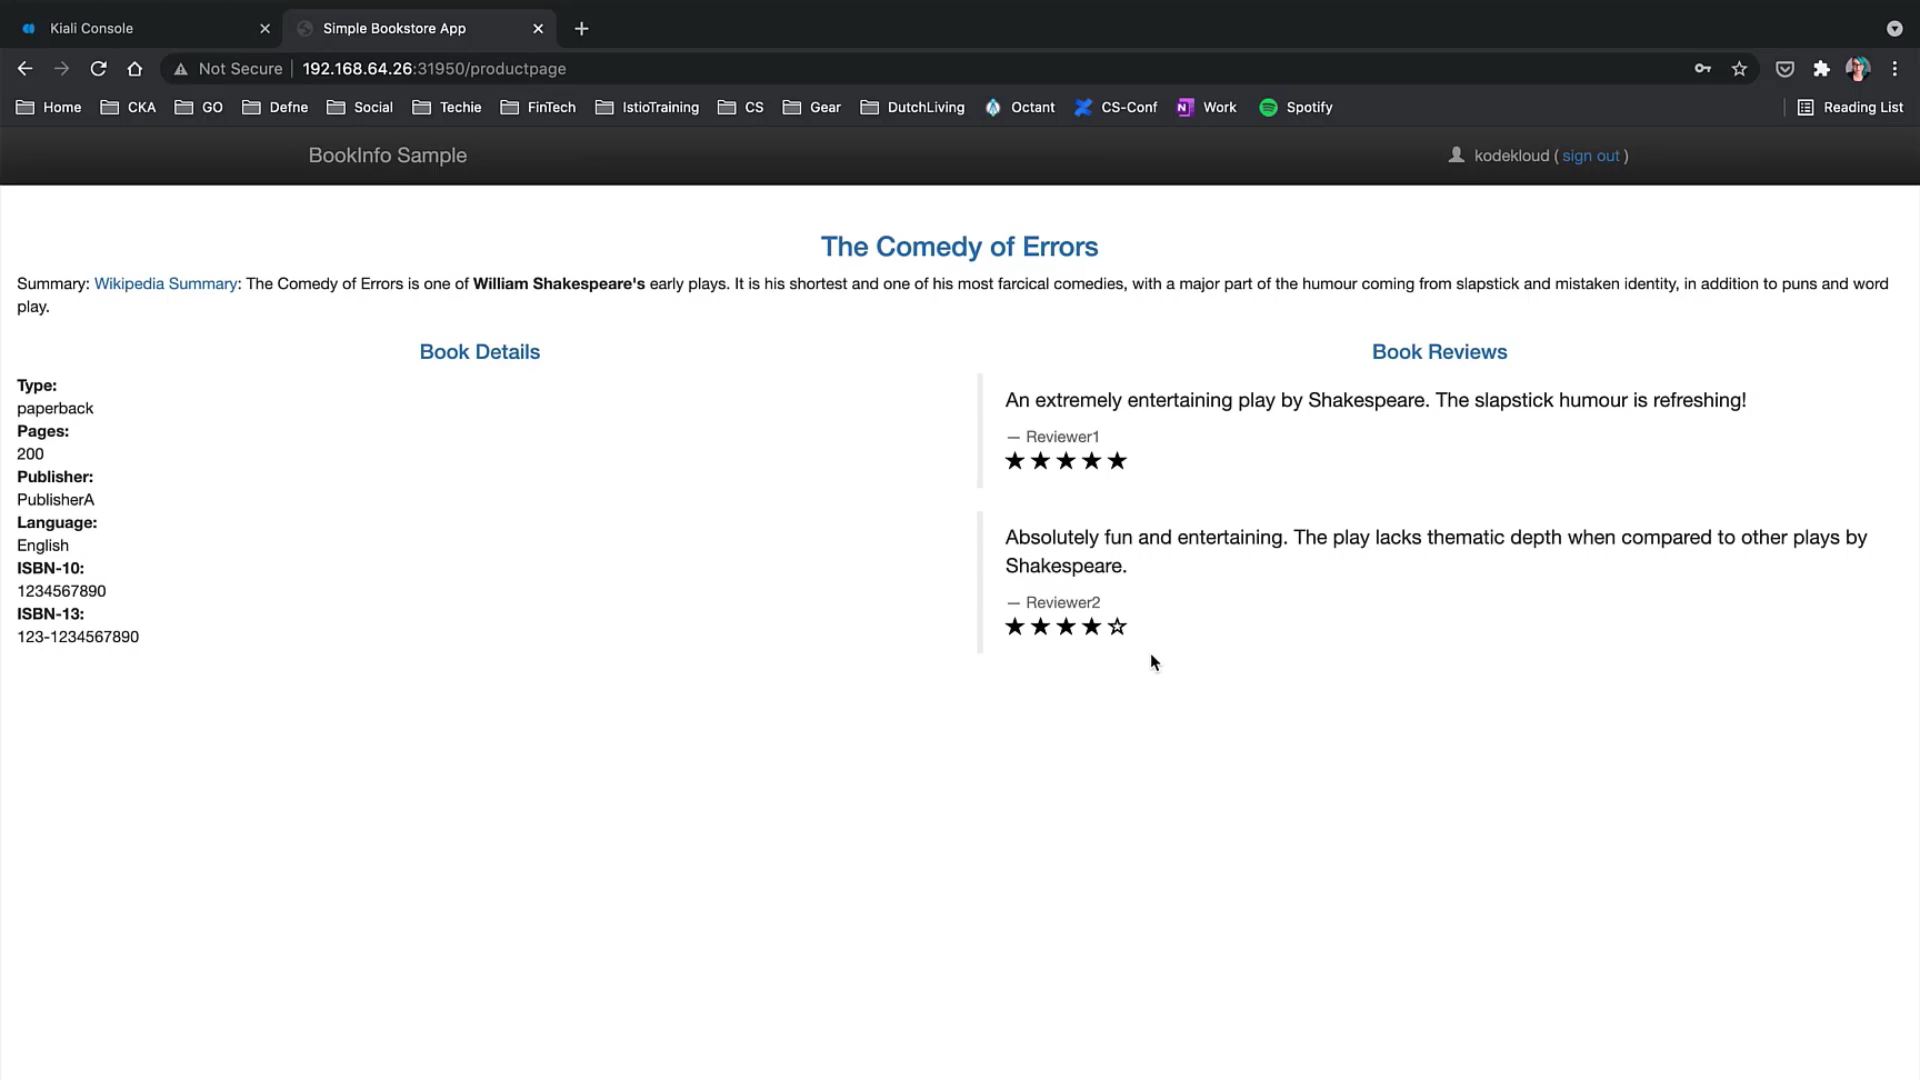 Kiali Console
Simple Bookstore App
Not Secure
192.168.64.26:31950/productpage
Home
CKA
GO
Defne
Social
Techie
FinTech
IstioTraining
CS
Gear
DutchLiving
Octant
CS-Conf
Work
Spotify
Reading List
BookInfo Sample
kodekloud ( sign out )
The Comedy of Errors
Summary: Wikipedia Summary: The Comedy of Errors is one of William Shakespeare's early plays. It is his shortest and one of his most farcical comedies, with a major part of the humour coming from slapstick and mistaken identity, in addition to puns and word
play.
Book Details
Type:
paperback
Pages:
200
Publisher:
PublisherA
Language:
English
ISBN-10:
1234567890
ISBN-13:
123-1234567890
Book Reviews
An extremely entertaining play by Shakespeare. The slapstick humour is refreshing!
— Reviewer1
★★★★★
Absolutely fun and entertaining. The play lacks thematic depth when compared to other plays by
Shakespeare.
— Reviewer2
★★★★☆